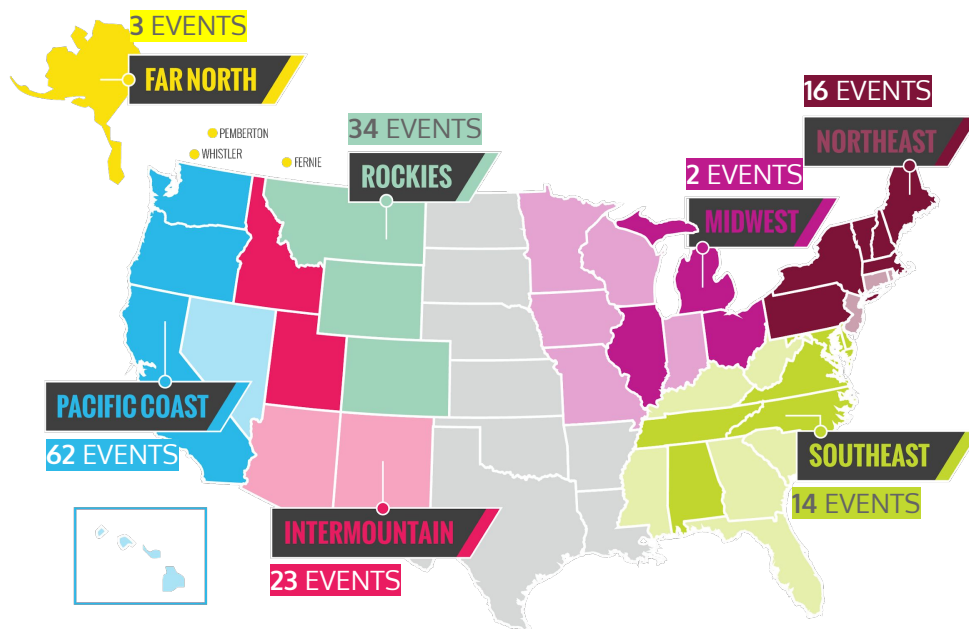 3 EVENTS
FAR NORTH
PEMBERTON
WHISTLER
FERNIE
34 EVENTS
ROCKIES
16 EVENTS
NORTHEAST
2 EVENTS
MIDWEST
PACIFIC COAST
62 EVENTS
SOUTHEAST
14 EVENTS
INTERMOUNTAIN
23 EVENTS